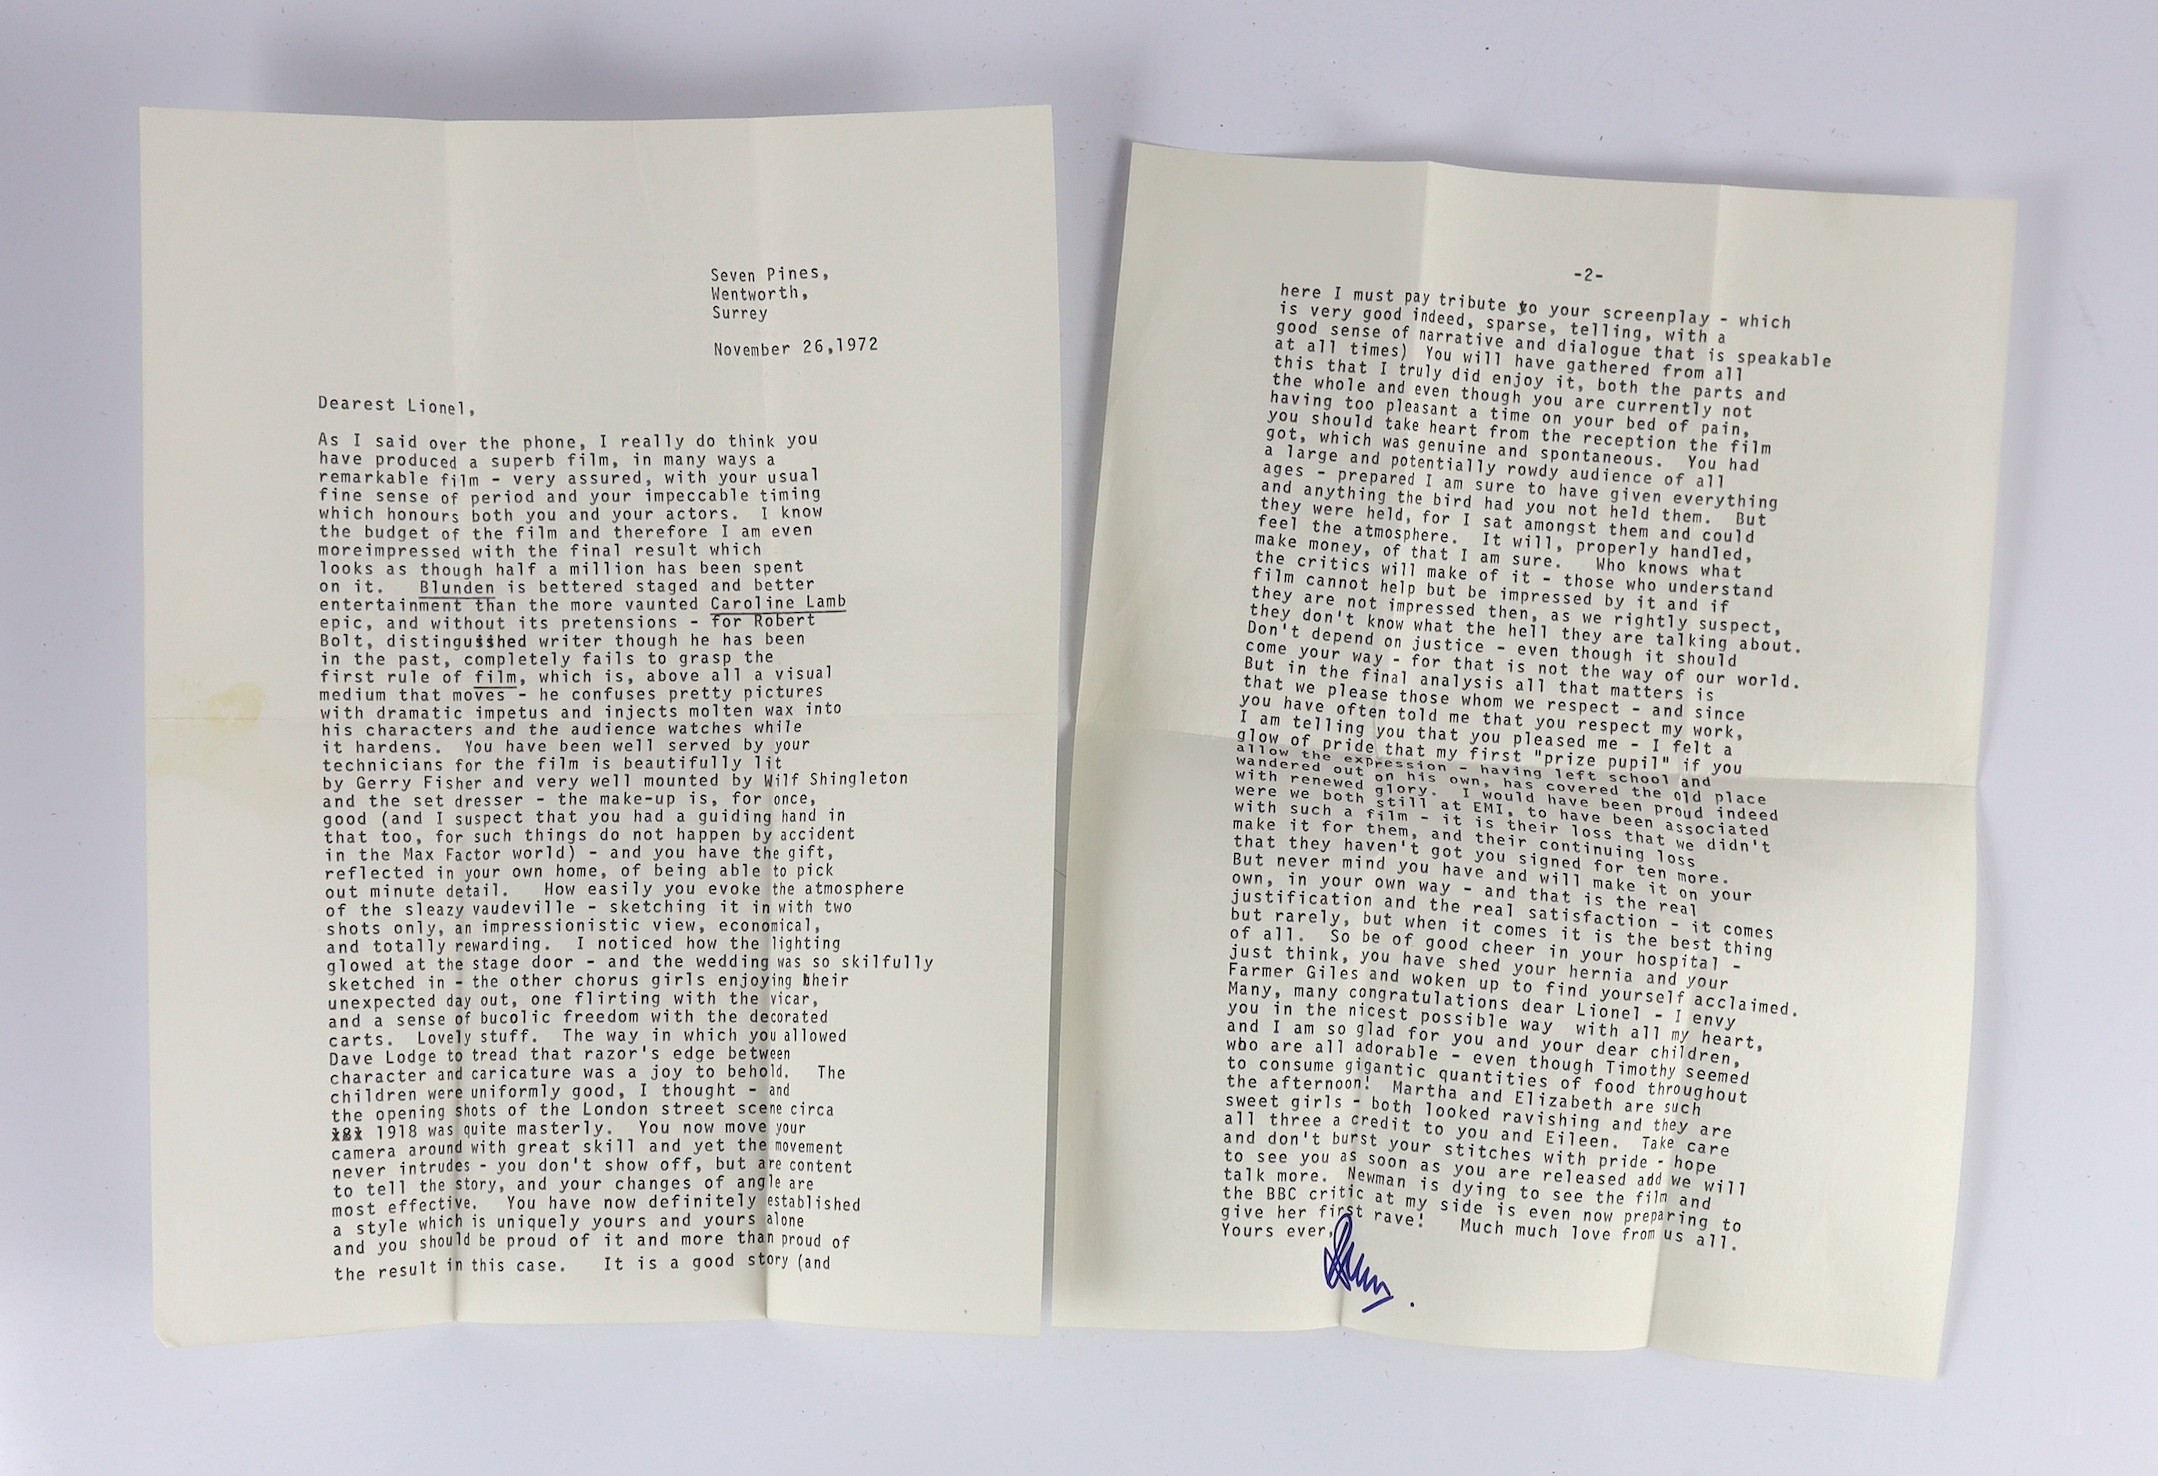 Seven Pines,
Wentworth,
Surrey
November 26,1972
Dearest Lionel,
As I said over the phone, I really do think you
have produced a superb film, in many ways a
remarkable film - very assured, with your usual
fine sense of period and your impeccable timing
which honours both you and your actors. I know
the budget of the film and therefore I am even
moreimpressed with the final result which
looks as though half a million has been spent
on it. Blunden is bettered staged and better
entertainment than the more vaunted Caroline Lamb
epic, and without its pretensions - for Robert
Bolt, distinguished writer though he has been
in the past, completely fails to grasp the
first rule of film, which is, above all a visual
medium that moves - he confuses pretty pictures
with dramatic impetus and injects molten wax into
his characters and the audience watches while
it hardens. You have been well served by your
technicians for the film is beautifully lit
by Gerry Fisher and very well mounted by Wilf Shingleton
and the set dresser - the make-up is, for once,
good (and I suspect that you had a guiding hand in
that too, for such things do not happen by accident
in the Max Factor world) - and you have the gift,
reflected in your own home, of being able to pick
out minute detail. How easily you evoke the atmosphere
of the sleazy vaudeville - sketching it in with two
shots only, an impressionistic view, economical,
and totally rewarding. I noticed how the lighting
glowed at the stage door - and the wedding was so skilfully
sketched in - the other chorus girls enjoying their
unexpected day out, one flirting with the vicar,
and a sense of bucolic freedom with the decorated
carts. Lovely stuff. The way in which you allowed
Dave Lodge to tread that razor's edge between
character and caricature was a joy to behold. The
children were uniformly good, I thought - and
the opening shots of the London street scene circa
1918 was quite masterly. You now move your
camera around with great skill and yet the movement
never intrudes - you don't show off, but are content
to tell the story, and your changes of angle are
most effective. You have now definitely established
a style which is uniquely yours and yours alone
and you should be proud of it and more than proud of
the result in this case. It is a good story (and
-2-
here I must pay tribute to your screenplay - which
is very good indeed, sparse, telling, with a
good sense of narrative and dialogue that is speakable
at all times) You will have gathered from all
this that I truly did enjoy it, both the parts and
the whole and even though you are currently not
having too pleasant a time on your bed of pain,
you should take heart from the reception the film
got, which was genuine and spontaneous. You had
a large and potentially rowdy audience of all
ages - prepared I am sure to have given everything
and anything the bird had you not held them. But
they were held, for I sat amongst them and could
feel the atmosphere. It will, properly handled,
make money, of that I am sure. Who knows what
the critics will make of it - those who understand
film cannot help but be impressed by it and if
they are not impressed then, as we rightly suspect,
they don't know what the hell they are talking about.
Don't depend on justice - even though it should
come your way - for that is not the way of our world.
But in the final analysis all that matters is
that we please those whom we respect - and since
you have often told me that you respect my work,
I am telling you that you pleased me - I felt a
glow of pride that my first "prize pupil" if you
allow the expression - having left school and
wandered out on his own, has covered the old place
with renewed glory. I would have been proud indeed
were we both still at EMI, to have been associated
with such a film - it is their loss that we didn't
make it for them, and their continuing loss
that they haven't got you signed for ten more.
But never mind you have and will make it on your
own, in your own way - and that is the real
justification and the real satisfaction - it comes
but rarely, but when it comes it is the best thing
of all. So be of good cheer in your hospital -
just think, you have shed your hernia and your
Farmer Giles and woken up to find yourself acclaimed.
Many, many congratulations dear Lionel - I envy
you in the nicest possible way with all my heart,
and I am so glad for you and your dear children,
who are all adorable - even though Timothy seemed
to consume gigantic quantities of food throughout
the afternoon! Martha and Elizabeth are such
sweet girls - both looked ravishing and they are
all three a credit to you and Eileen. Take care
and don't burst your stitches with pride - hope
to see you as soon as you are released add we will
talk more. Newman is dying to see the film and
the BBC critic at my side is even now preparing to
give her first rave! Much much love from us all.
Yours ever,